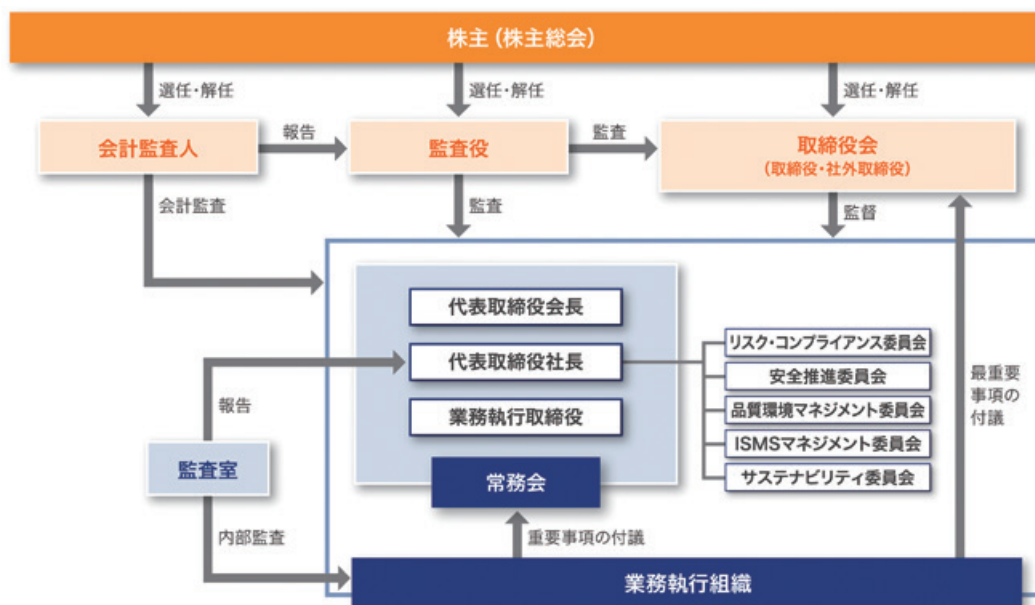 株主（株主総会）
選任・解任
選任・解任
選任・解任
会計監査人
報告
監査役
監査
取締役会
（取締役・社外取締役）
会計監査
監査
監督
代表取締役会長
代表取締役社長
業務執行取締役
常務会
リスク・コンプライアンス委員会
安全推進委員会
品質環境マネジメント委員会
ISMSマネジメント委員会
サステナビリティ委員会
最重要
事項の
付議
報告
監査室
内部監査
重要事項の付議
業務執行組織